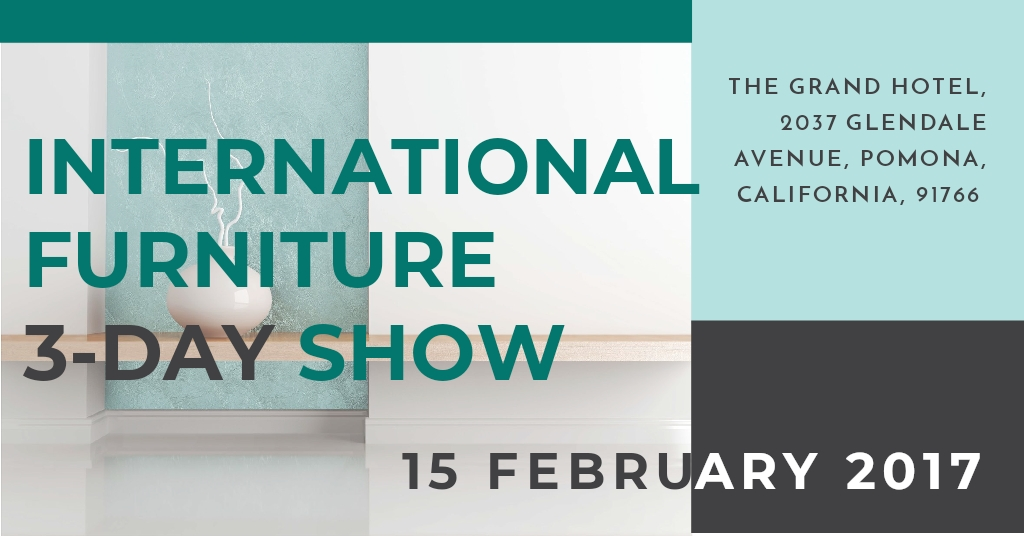 INTERNATIONAL
FURNITURE
3-DAY SHOW
THE GRAND HOTEL,
2037 GLENDALE
AVENUE, POMONA,
CALIFORNIA, 91766
15 FEBRUARY 2017